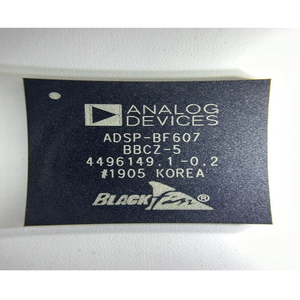 ANALOG
DEVICES
ADSP-BF607
BBCZ-5
4496149.1-0.2
#1905 KOREA
BLACKfin®